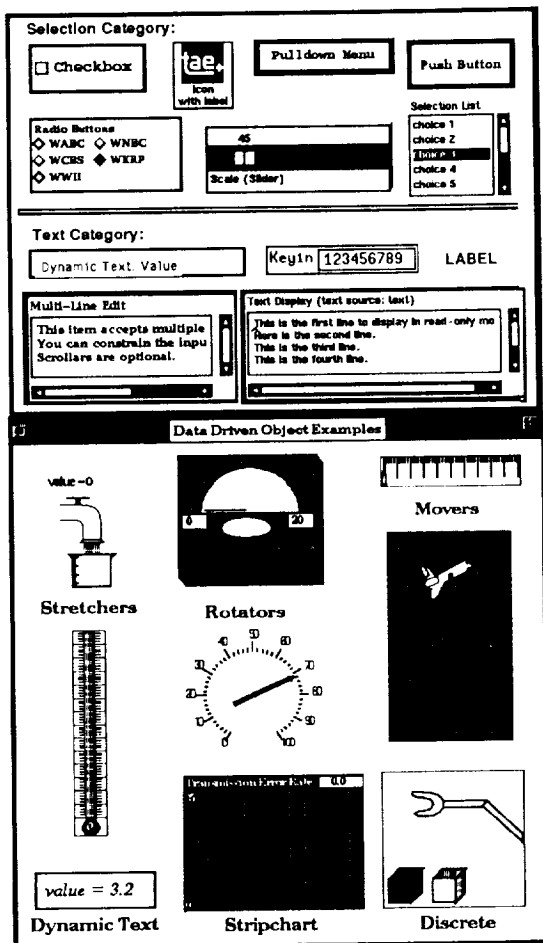 Selection Category:
Checkbox
tae+
Icon
with label
Pulldown Menu
Push Button
Radio Buttons
WABC WNBC
WCBS WKRP
WWII
45
Scale (Slider)
Selection List
choice 1
choice 2
choice 3
choice 4
choice 5
Text Category:
Dynamic Text. Value
Keyin 123456789
LABEL
Multi-Line Edit
This item accepts multiple
You can constrain the inpu
Scrollars are optional.
Text Display (text source: text)
This is the first line to display in read-only mo
Here is the second line.
This is the third line.
This is the fourth line.
Data Driven Object Examples
value=0
Stretchers
0 20
Rotators
Movers
0 10 20 30 40 50 60 70 80 90 100
value = 3.2
Dynamic Text
Transmission Error Rate 0.0
Stripchart
Discrete